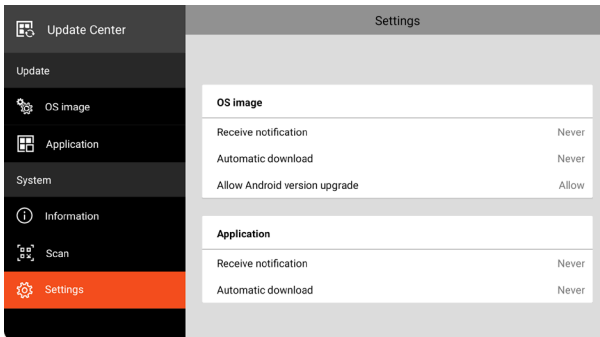 Update Center
Update
OS image
Application
System
Information
Scan
Settings
Settings
OS image
Receive notification Never
Automatic download Never
Allow Android version upgrade Allow
Application
Receive notification Never
Automatic download Never